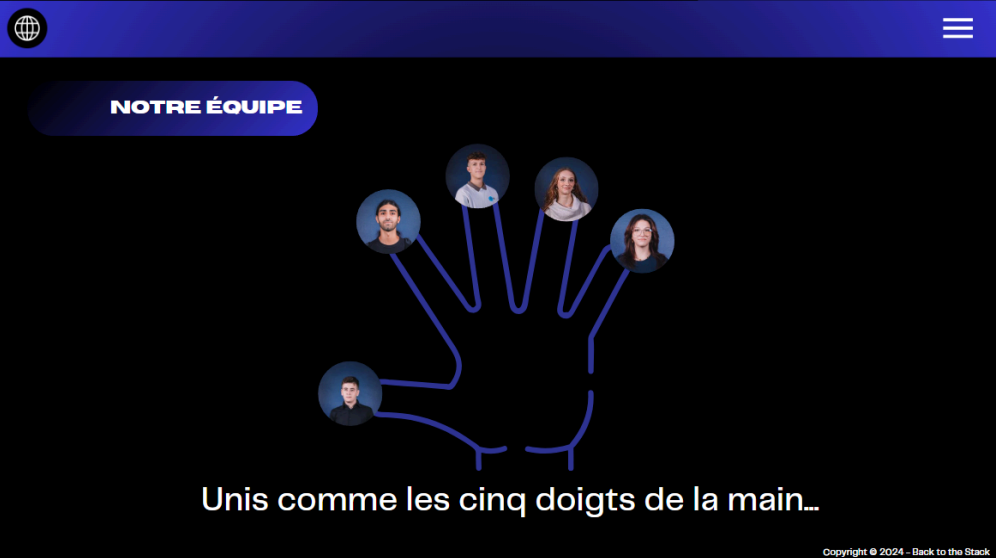 NOTRE ÉQUIPE
Unis comme les cinq doigts de la main...
Copyright © 2024 - Back to the Stack